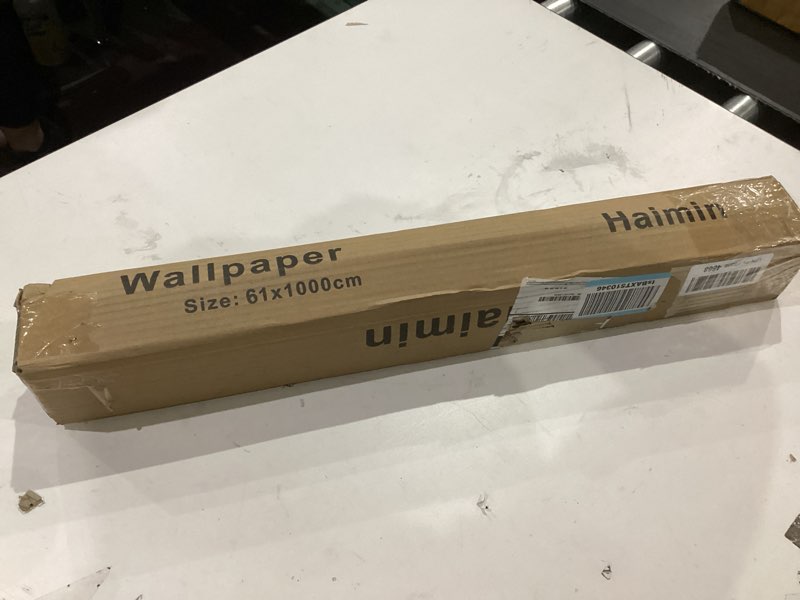 Wallpaper
Size: 61x1000cm
Haimin
Haimin